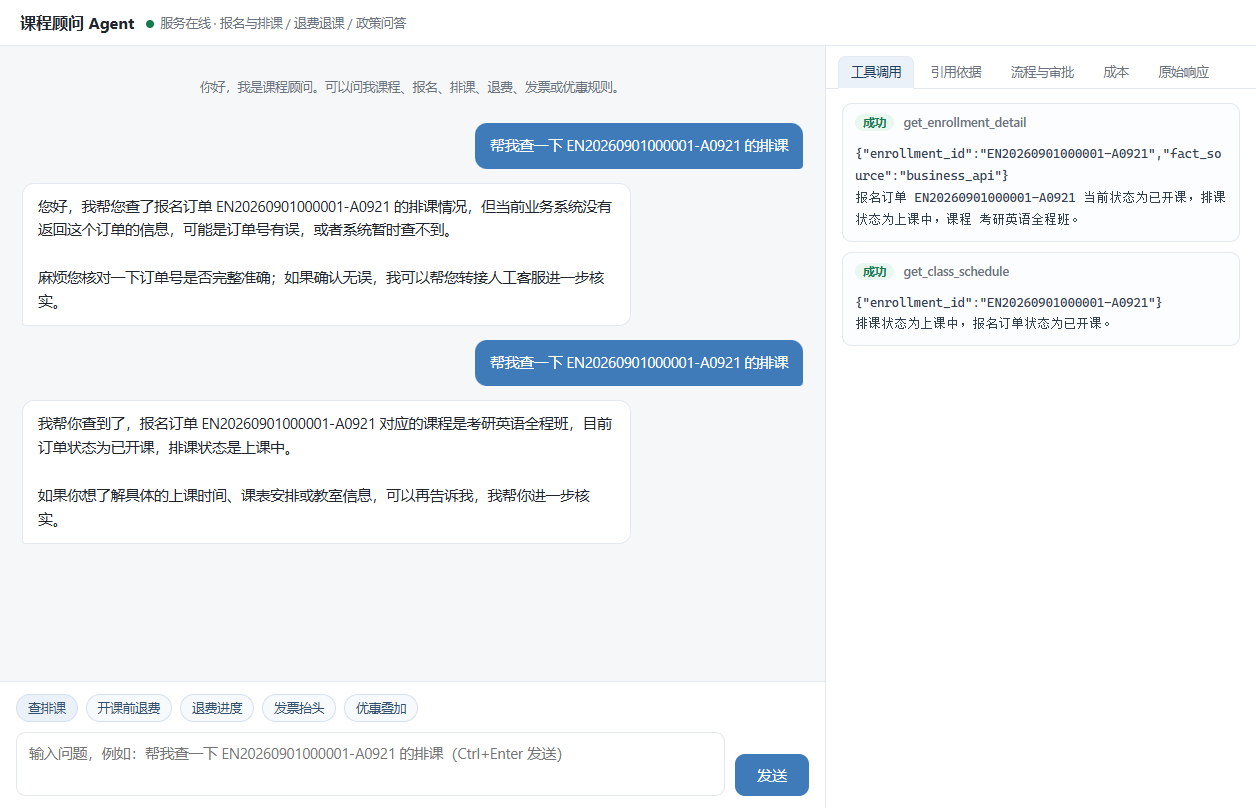 课程顾问 Agent
服务在线 · 报名与排课 / 退费退课 / 政策问答
你好，我是课程顾问。可以问我课程、报名、排课、退费、发票或优惠规则。
帮我查一下 EN20260901000001-A0921 的排课
您好，我帮您查了报名订单 EN20260901000001-A0921 的排课情况，但当前业务系统没有
返回这个订单的信息，可能是订单号有误，或者系统暂时查不到。
麻烦您核对一下订单号是否完整准确；如果确认无误，我可以帮您转接人工客服进一步核
实。
帮我查一下 EN20260901000001-A0921 的排课
我帮你查到了，报名订单 EN20260901000001-A0921 对应的课程是考研英语全程班，目前
订单状态为已开课，排课状态是上课中。
如果你想了解具体的上课时间、课表安排或教室信息，可以再告诉我，我帮你进一步核
实。
查排课
开课前退费
退费进度
发票抬头
优惠叠加
输入问题，例如：帮我查一下 EN20260901000001-A0921 的排课（Ctrl+Enter 发送）
发送
工具调用
引用依据
流程与审批
成本
原始响应
成功 get_enrollment_detail
{"enrollment_id":"EN20260901000001-A0921","fact_so
urce":"business_api"}
报名订单 EN20260901000001-A0921 当前状态为已开课，排课
状态为上课中，课程 考研英语全程班。
成功 get_class_schedule
{"enrollment_id":"EN20260901000001-A0921"}
排课状态为上课中，报名订单状态为已开课。